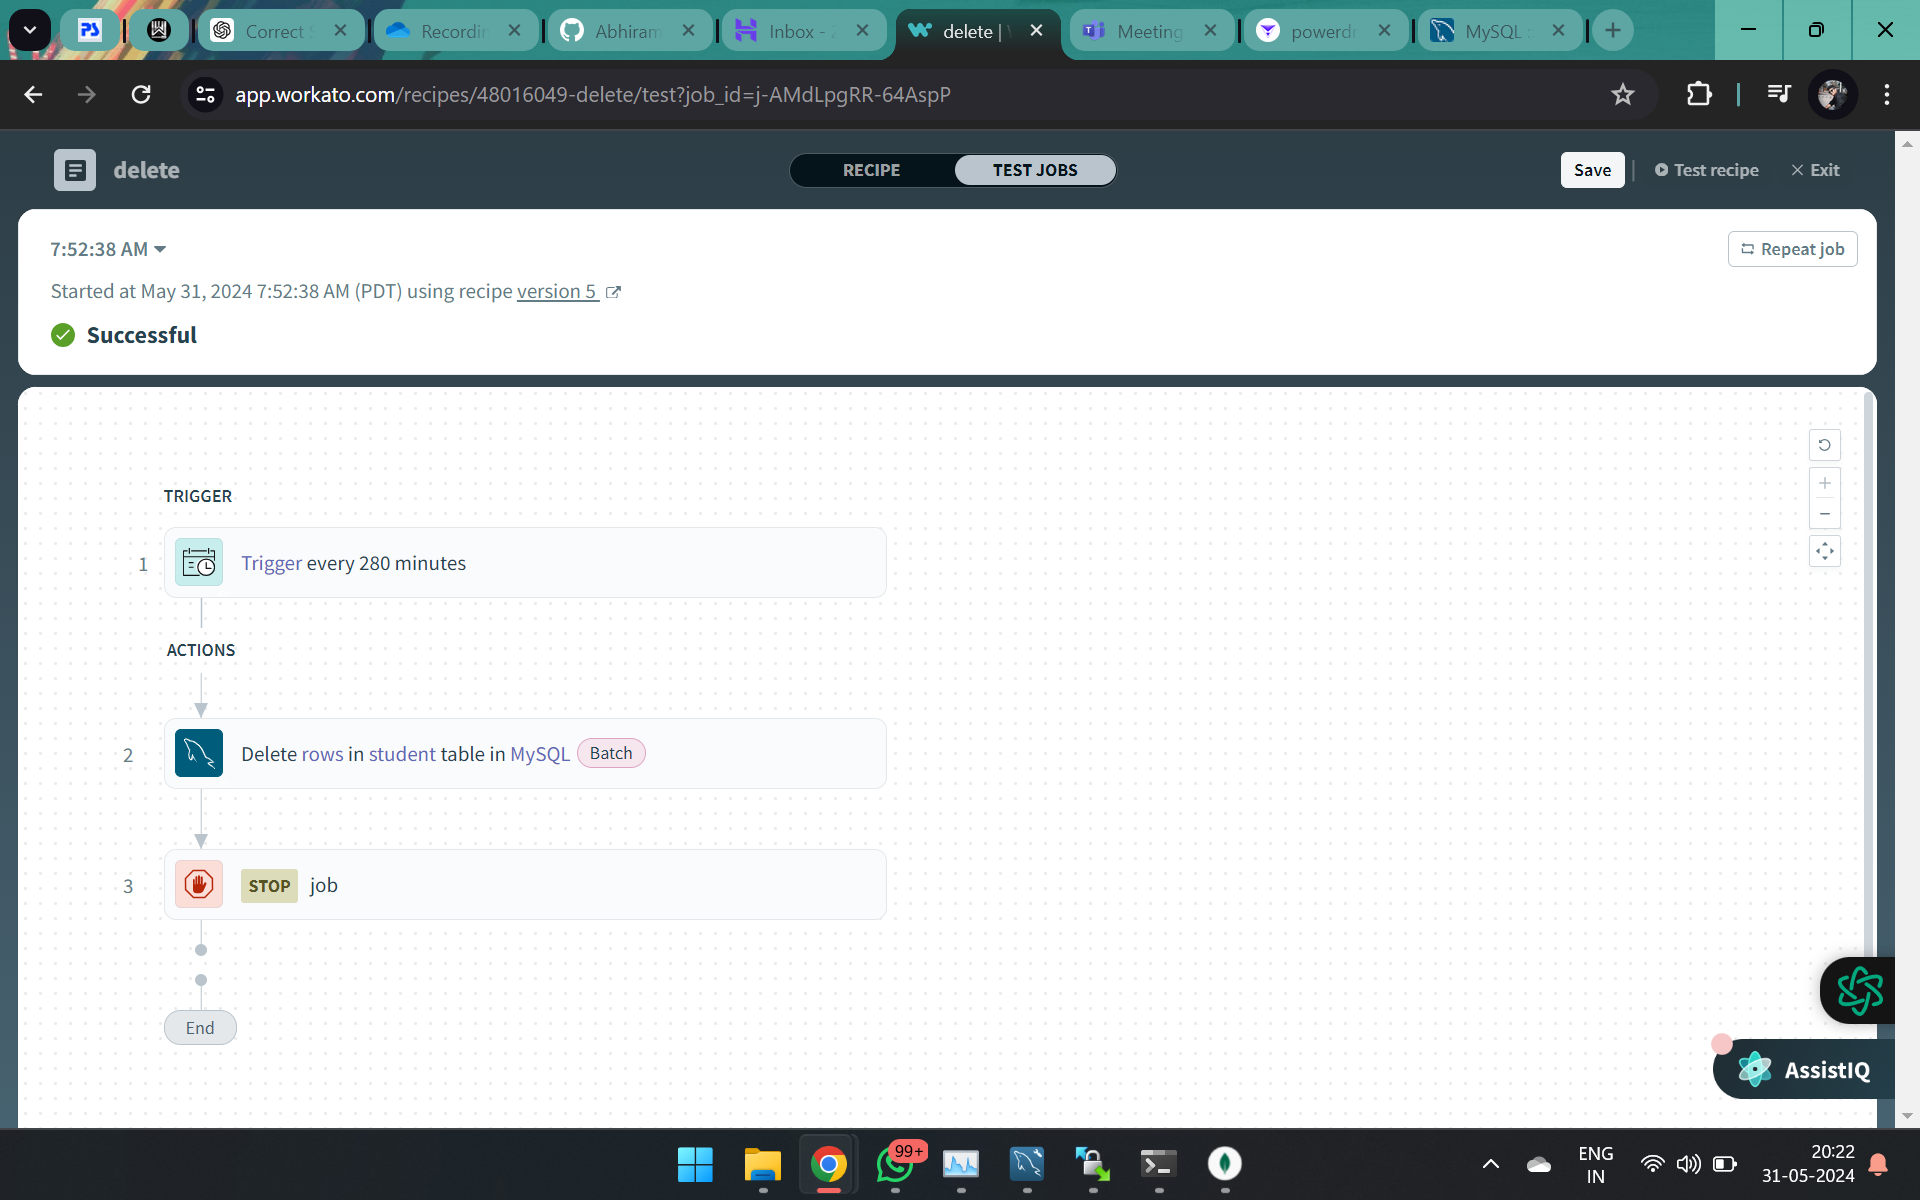 Correct
Recordin
Abhiram
Inbox -
delete |
Meeting
powerdr
MySQL
app.workato.com/recipes/48016049-delete/test?job_id=j-AMdLpgRR-64AspP
delete
RECIPE
TEST JOBS
Save
Test recipe
Exit
7:52:38 AM
Repeat job
Started at May 31, 2024 7:52:38 AM (PDT) using recipe version 5
Successful
TRIGGER
1
Trigger every 280 minutes
ACTIONS
2
Delete rows in student table in MySQL Batch
3
STOP job
End
AssistIQ
99+
ENG
IN
20:22
31-05-2024